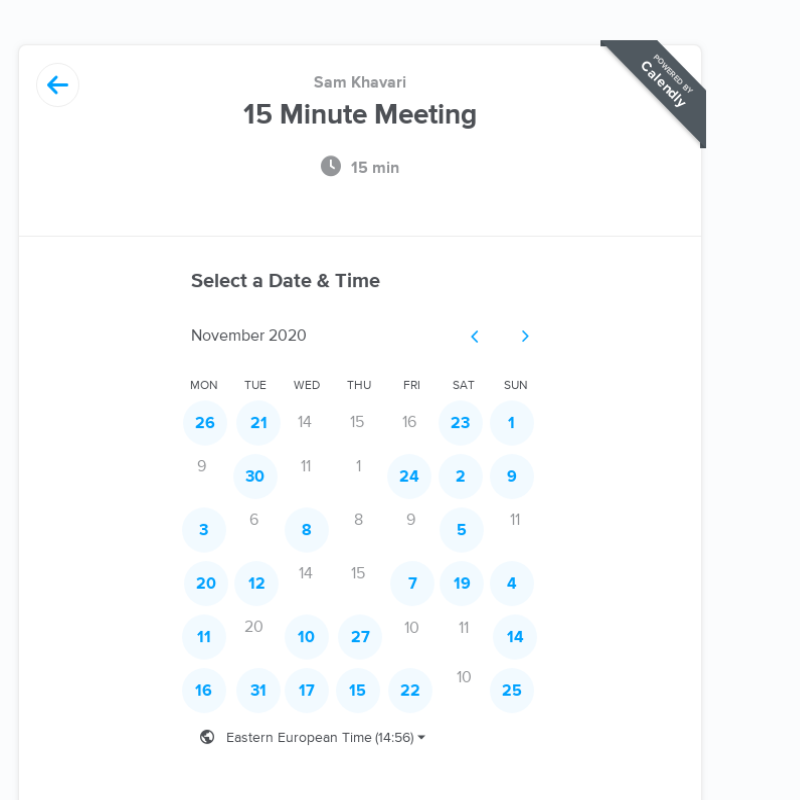 POWERED BY
Calendly
Sam Khavari
15 Minute Meeting
15 min
Select a Date & Time
November 2020
MON TUE WED THU FRI SAT SUN
26 21 14 15 16 23 1
9 30 11 1 24 2 9
3 6 8 8 9 5 11
20 12 14 15 7 19 4
11 20 10 27 10 11 14
16 31 17 15 22 10 25
Eastern European Time (14:56)